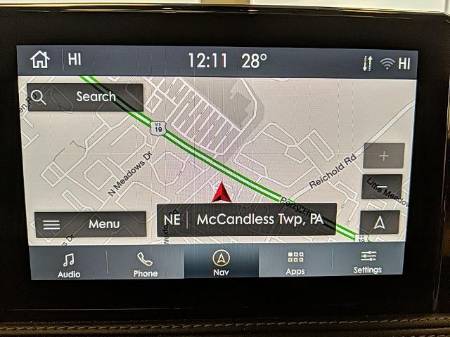 HI 12:11 28° HI
Search
US
19
N Meadows Dr
Reichold Rd
Menu
NE McCandless Twp, PA
Audio Phone Nav Apps Settings